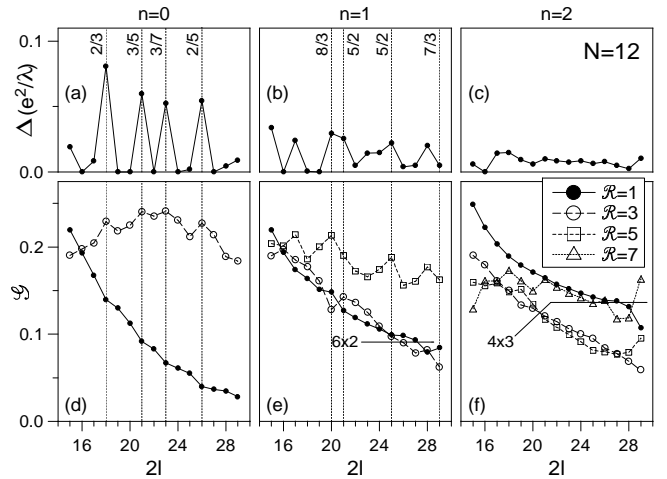 n=0 n=1 n=2
0.1
0.0
Δ (e²/λ)
2/3 3/5 3/7 2/5
8/3 5/2 5/2 7/3
N=12
(a) (b) (c)
ℛ=1
ℛ=3
ℛ=5
ℛ=7
0.2
0.1
0.0
𝒢
6x2
4x3
(d) (e) (f)
16 20 24 28 16 20 24 28 16 20 24 28
2l 2l 2l